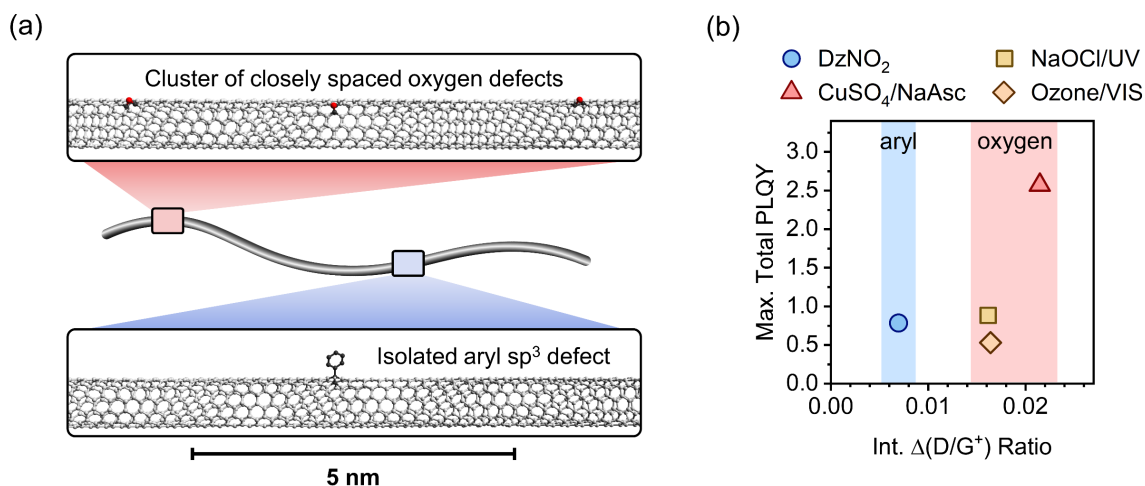 (a)
Cluster of closely spaced oxygen defects
Isolated aryl sp³ defect
5 nm
(b)
DzNO₂
NaOCl/UV
CuSO₄/NaAsc
Ozone/VIS
aryl
oxygen
Max. Total PLQY
3.0
2.5
2.0
1.5
1.0
0.5
0.0
0.00
0.01
0.02
Int. Δ(D/G⁺) Ratio